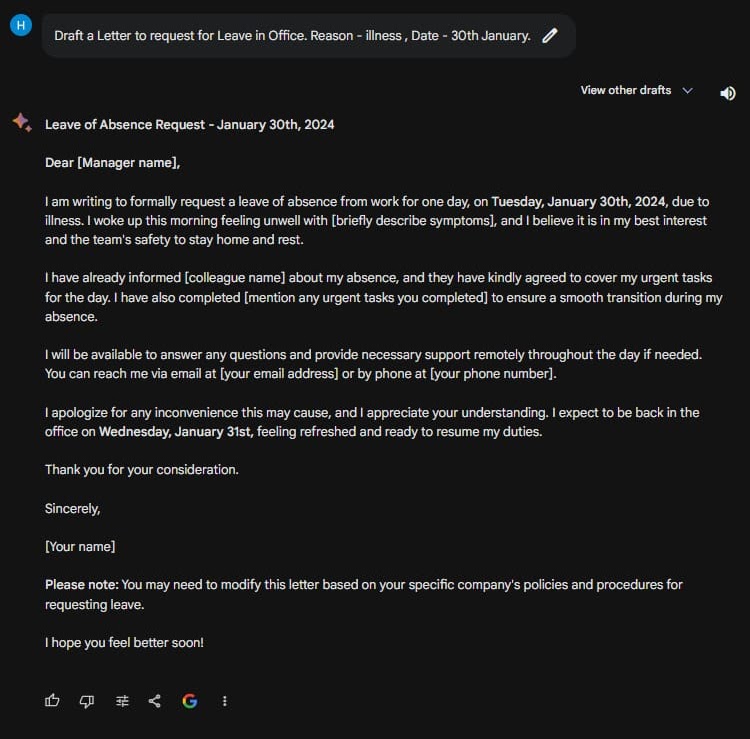 H
Draft a Letter to request for Leave in Office. Reason - illness , Date - 30th January.
View other drafts
Leave of Absence Request - January 30th, 2024
Dear [Manager name],
I am writing to formally request a leave of absence from work for one day, on Tuesday, January 30th, 2024, due to
illness. I woke up this morning feeling unwell with [briefly describe symptoms], and I believe it is in my best interest
and the team's safety to stay home and rest.
I have already informed [colleague name] about my absence, and they have kindly agreed to cover my urgent tasks
for the day. I have also completed [mention any urgent tasks you completed] to ensure a smooth transition during my
absence.
I will be available to answer any questions and provide necessary support remotely throughout the day if needed.
You can reach me via email at [your email address] or by phone at [your phone number].
I apologize for any inconvenience this may cause, and I appreciate your understanding. I expect to be back in the
office on Wednesday, January 31st, feeling refreshed and ready to resume my duties.
Thank you for your consideration.
Sincerely,
[Your name]
Please note: You may need to modify this letter based on your specific company's policies and procedures for
requesting leave.
I hope you feel better soon!
G